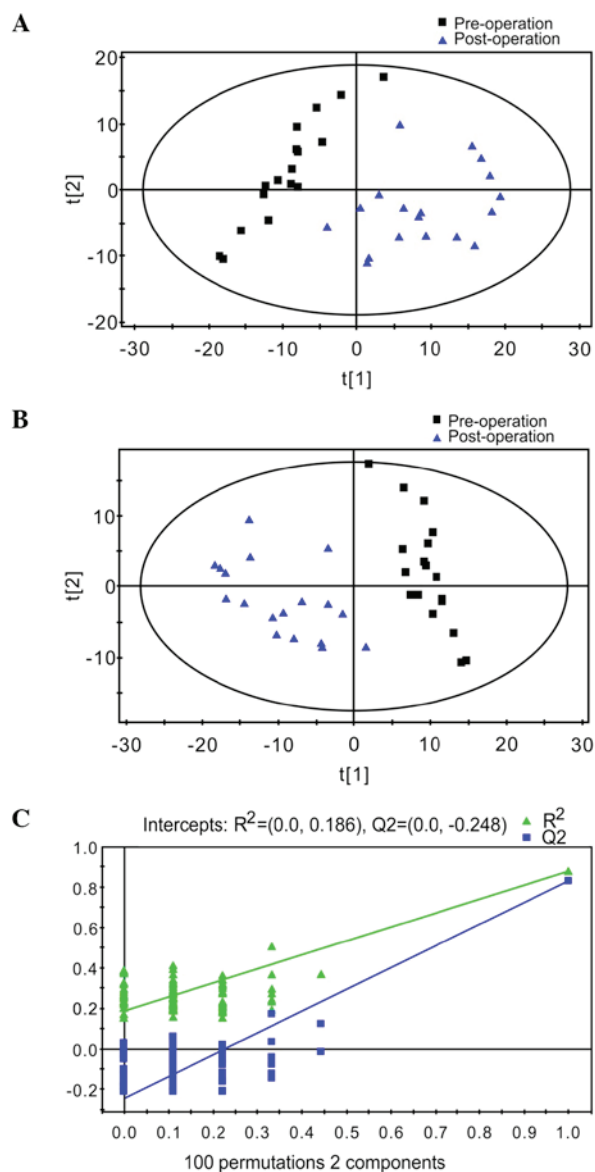 A
Pre-operation
Post-operation
20
10
0
-10
-20
t[2]
-30 -20 -10 0 10 20 30
t[1]
B
Pre-operation
Post-operation
10
0
-10
t[2]
-30 -20 -10 0 10 20 30
t[1]
C
Intercepts: R²=(0.0, 0.186), Q2=(0.0, -0.248)
R²
Q2
1.0
0.8
0.6
0.4
0.2
0.0
-0.2
0.0 0.1 0.2 0.3 0.4 0.5 0.6 0.7 0.8 0.9 1.0
100 permutations 2 components